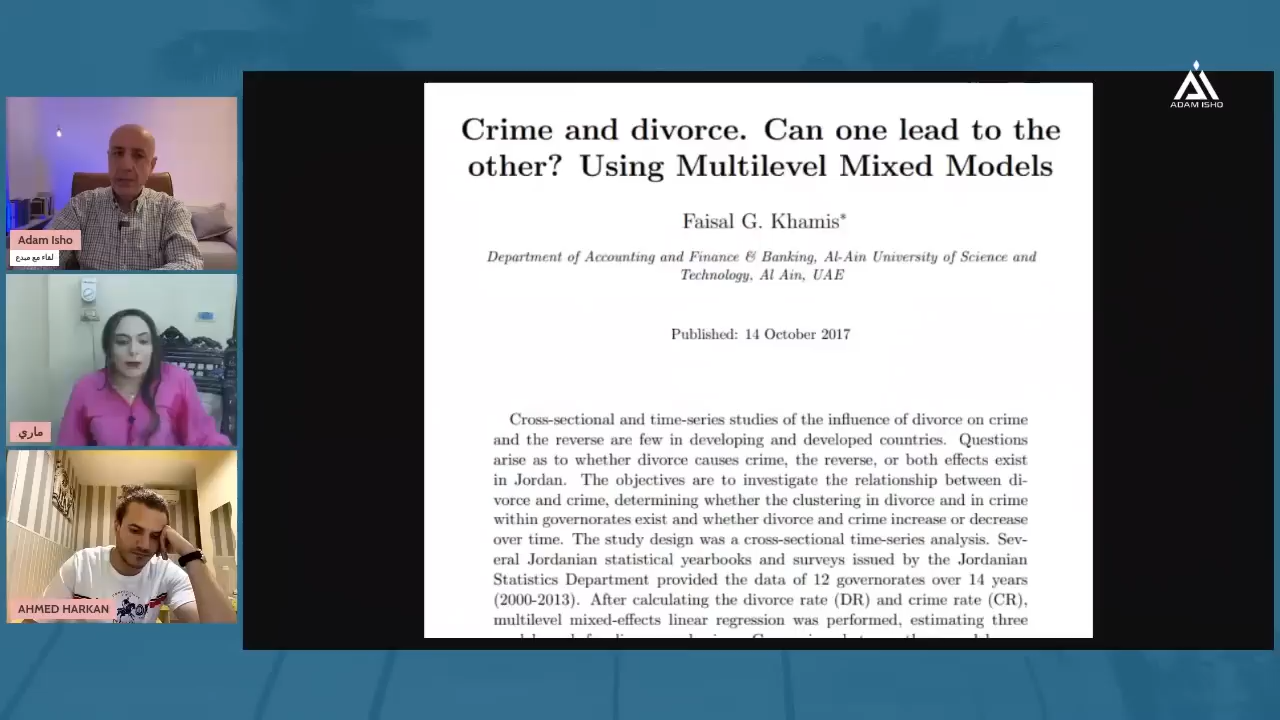 ADAM ISHO
Adam Isho
لقاء مع مبدع
ماري
AHMED HARKAN
Crime and divorce. Can one lead to the
other? Using Multilevel Mixed Models
Faisal G. Khamis*
Department of Accounting and Finance & Banking, Al-Ain University of Science and
Technology, Al Ain, UAE
Published: 14 October 2017
Cross-sectional and time-series studies of the influence of divorce on crime
and the reverse are few in developing and developed countries. Questions
arise as to whether divorce causes crime, the reverse, or both effects exist
in Jordan. The objectives are to investigate the relationship between di-
vorce and crime, determining whether the clustering in divorce and in crime
within governorates exist and whether divorce and crime increase or decrease
over time. The study design was a cross-sectional time-series analysis. Sev-
eral Jordanian statistical yearbooks and surveys issued by the Jordanian
Statistics Department provided the data of 12 governorates over 14 years
(2000-2013). After calculating the divorce rate (DR) and crime rate (CR),
multilevel mixed-effects linear regression was performed, estimating three